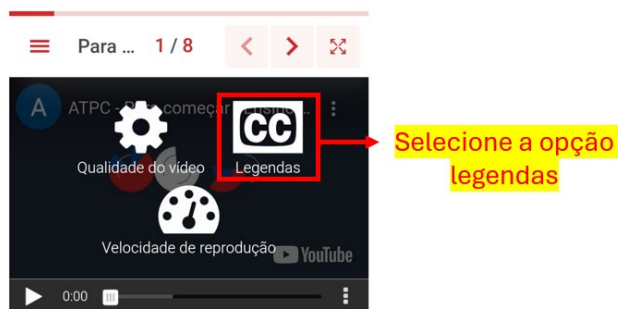 Para ... 1 / 8
A
ATPC - Para começar
CC
Qualidade do vídeo
Legendas
Velocidade de reprodução
YouTube
0:00
Selecione a opção
legendas